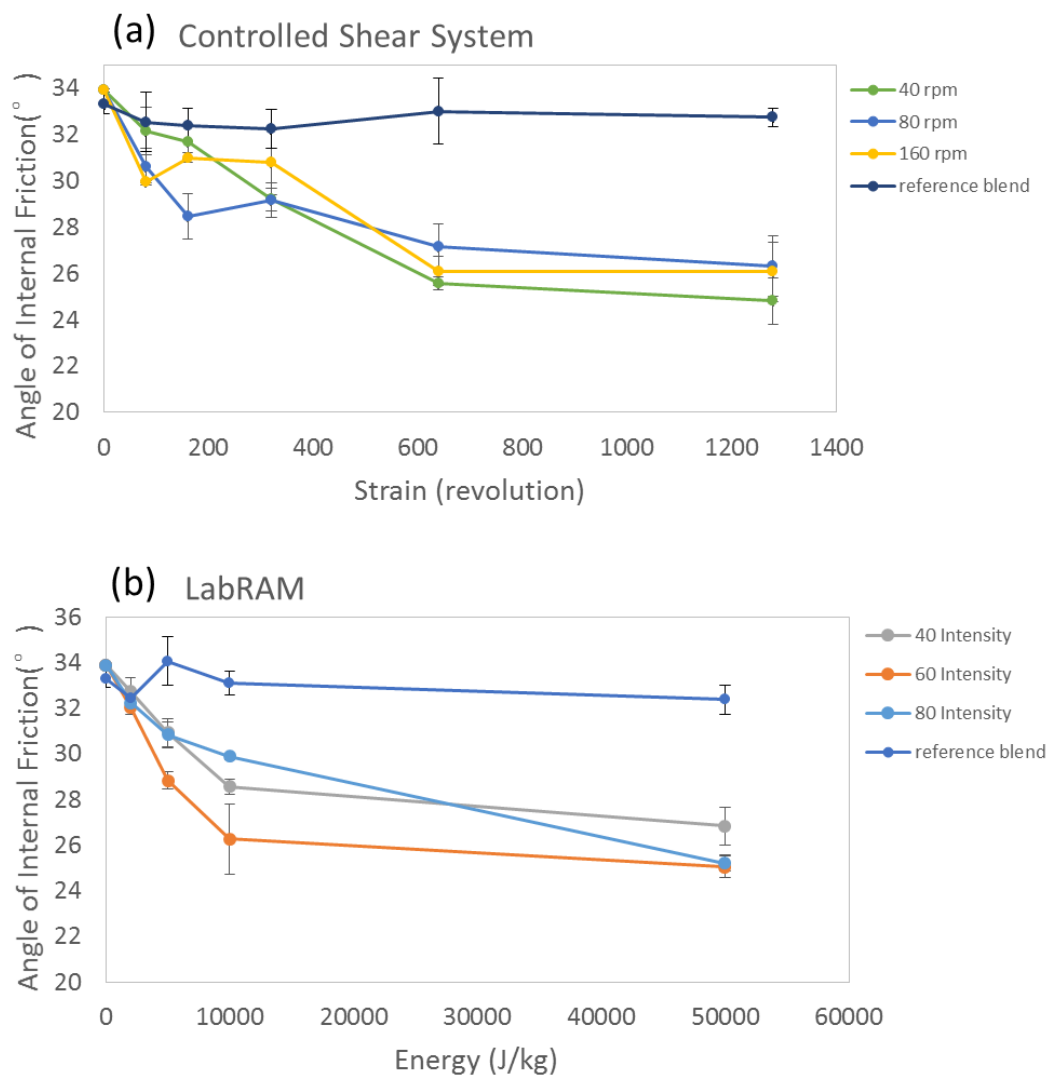 (a) Controlled Shear System
Angle of Internal Friction(°)
34
32
30
28
26
24
22
20
0 200 400 600 800 1000 1200 1400
Strain (revolution)
40 rpm
80 rpm
160 rpm
reference blend
(b) LabRAM
Angle of Internal Friction(°)
36
34
32
30
28
26
24
22
20
0 10000 20000 30000 40000 50000 60000
Energy (J/kg)
40 Intensity
60 Intensity
80 Intensity
reference blend